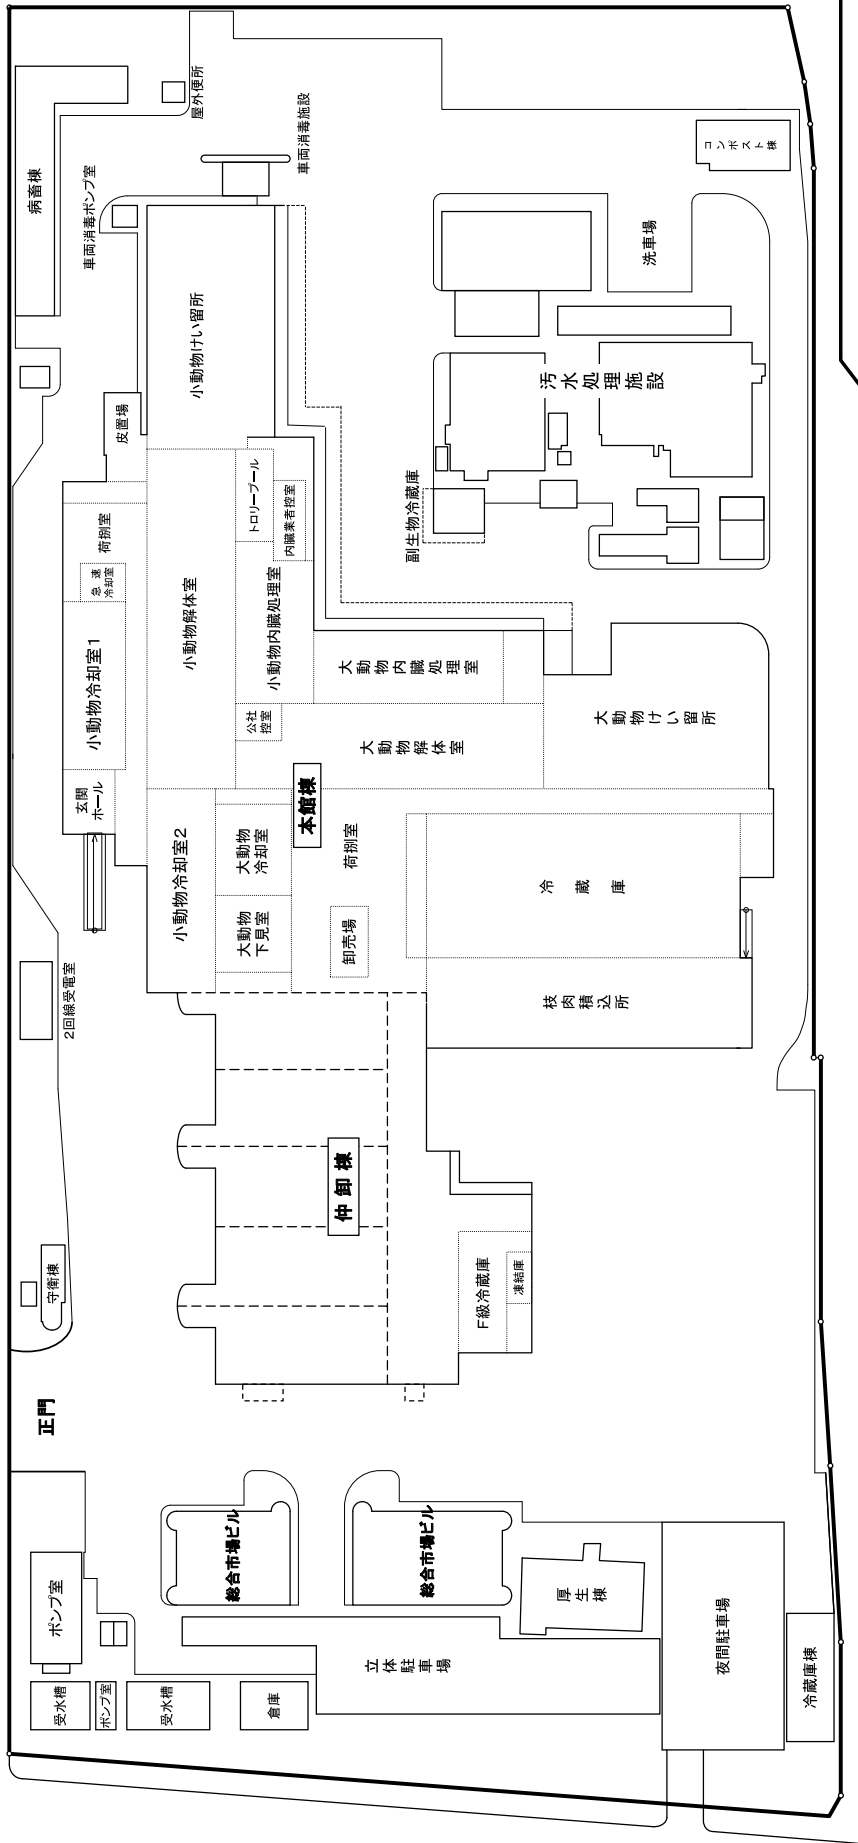 屋外便所
車両消毒施設
病畜棟
車両消毒ポンプ室
コンポスト棟
洗車場
小動物けい留所
汚水処理施設
皮置場
荷捌室
急速
冷却室
トロリープール
内臓業者控室
副生物冷蔵庫
小動物解体室
小動物内臓処理室
小動物冷却室1
大動物内臓処理室
公社
控室
大動物解体室
大動物けい留所
玄関
ホール
本館棟
小動物冷却室2
大動物
冷却室
荷捌室
大動物
下見室
卸売場
冷蔵庫
枝肉積込所
2回線受電室
仲卸棟
守衛棟
F級冷蔵庫
凍結庫
正門
総合市場ビル
総合市場ビル
ポンプ室
厚生棟
立体駐車場
夜間駐車場
受水槽
ポンプ室
受水槽
倉庫
冷蔵庫棟